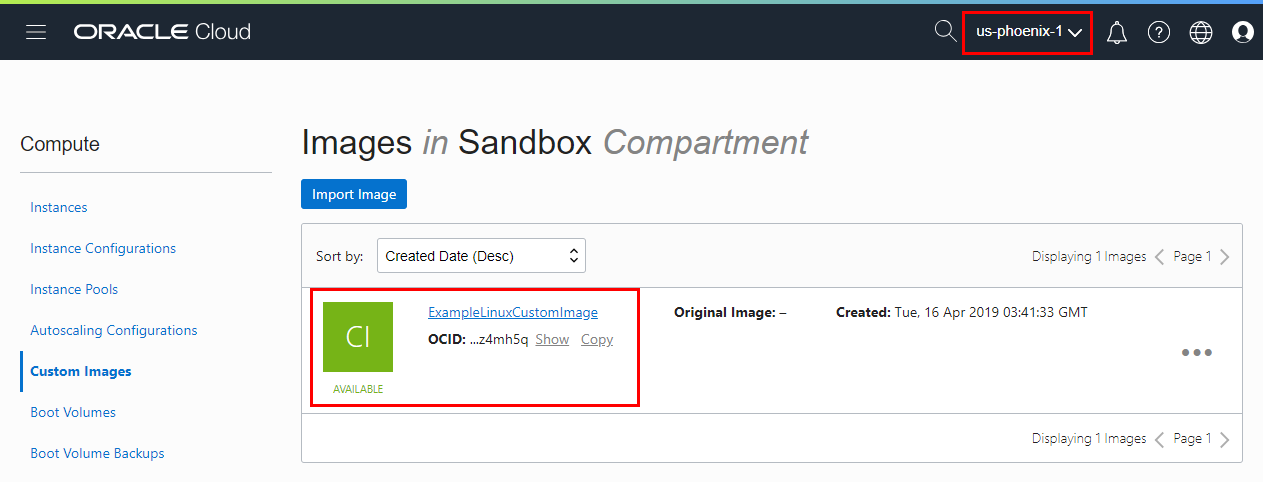 ORACLE Cloud
us-phoenix-1
Compute
Instances
Instance Configurations
Instance Pools
Autoscaling Configurations
Custom Images
Boot Volumes
Boot Volume Backups
Images in Sandbox Compartment
Import Image
Sort by: Created Date (Desc)
Displaying 1 Images Page 1
CI
AVAILABLE
ExampleLinuxCustomImage
OCID: ...z4mh5q Show Copy
Original Image: –
Created: Tue, 16 Apr 2019 03:41:33 GMT
Displaying 1 Images Page 1